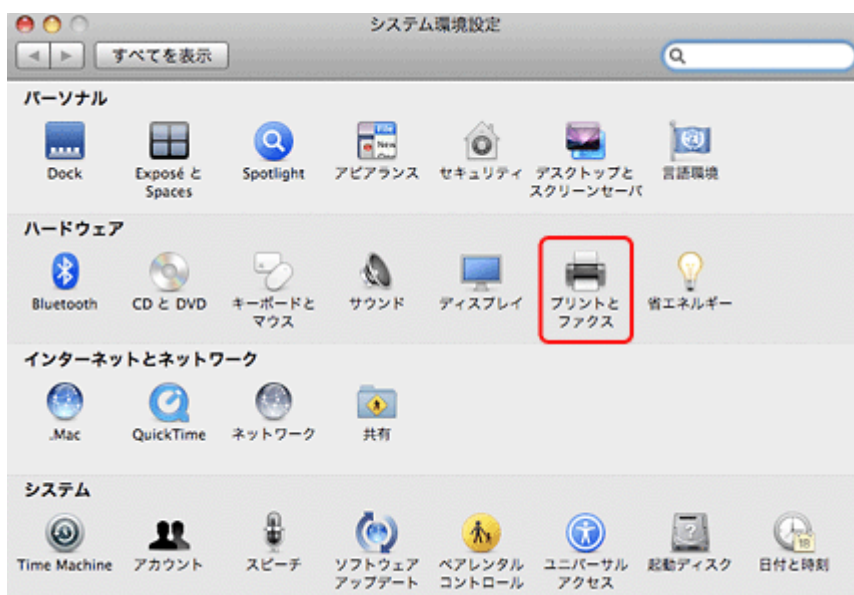 システム環境設定
すべてを表示
パーソナル
Dock
Exposé と
Spaces
Spotlight
アピアランス
セキュリティ
デスクトップと
スクリーンセーバ
言語環境
ハードウェア
Bluetooth
CD と DVD
キーボードと
マウス
サウンド
ディスプレイ
プリントと
ファクス
省エネルギー
インターネットとネットワーク
.Mac
QuickTime
ネットワーク
共有
システム
Time Machine
アカウント
スピーチ
ソフトウェア
アップデート
ペアレンタル
コントロール
ユニバーサル
アクセス
起動ディスク
日付と時刻
File
New
18